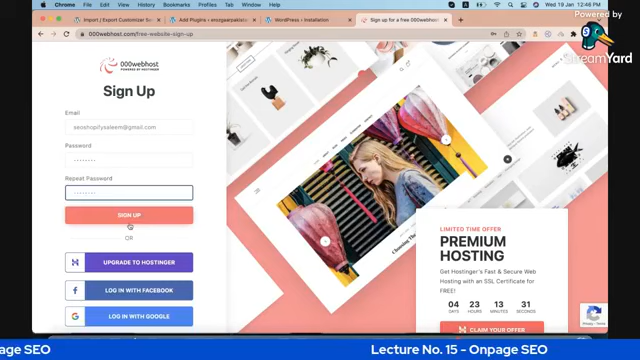 Chrome File Edit View History Bookmarks Profiles Tab Window Help
Wed 19 Jan 12:46 PM
Powered by
StreamYard
Import / Export Customizer
Add Plugins
WordPress › Installation
Sign up for a free 000webhost
000webhost.com/free-website-sign-up
000webhost
POWERED BY HOSTINGER
Sign Up
Email
seoshopifysaleem@gmail.com
Password
Repeat Password
SIGN UP
OR
UPGRADE TO HOSTINGER
LOG IN WITH FACEBOOK
LOG IN WITH GOOGLE
LIMITED TIME OFFER
PREMIUM
HOSTING
Get Hostinger's Fast & Secure Web
Hosting with an SSL Certificate for
FREE!
04 23 13 31
DAYS HOURS MINUTES SECONDS
CLAIM YOUR OFFER
page SEO
Lecture No. 15 - Onpage SEO